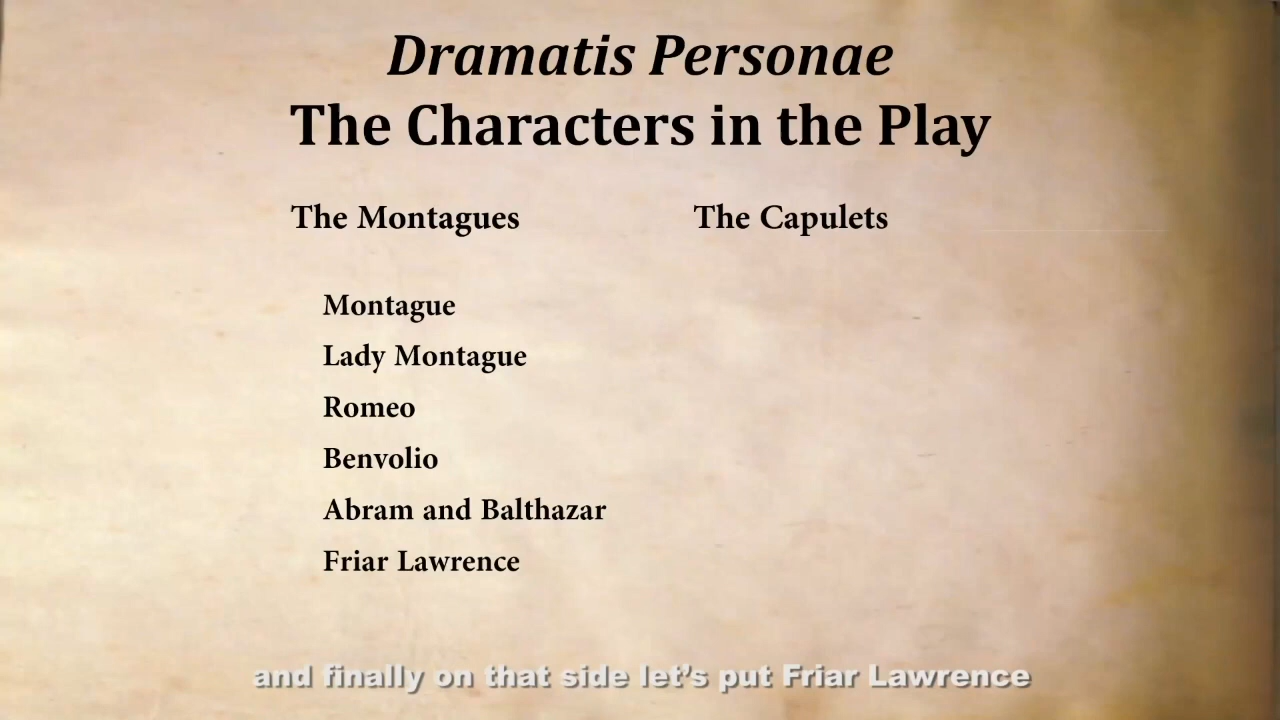 Dramatis Personae
The Characters in the Play
The Montagues
The Capulets
Montague
Lady Montague
Romeo
Benvolio
Abram and Balthazar
Friar Lawrence
and finally on that side let's put Friar Lawrence